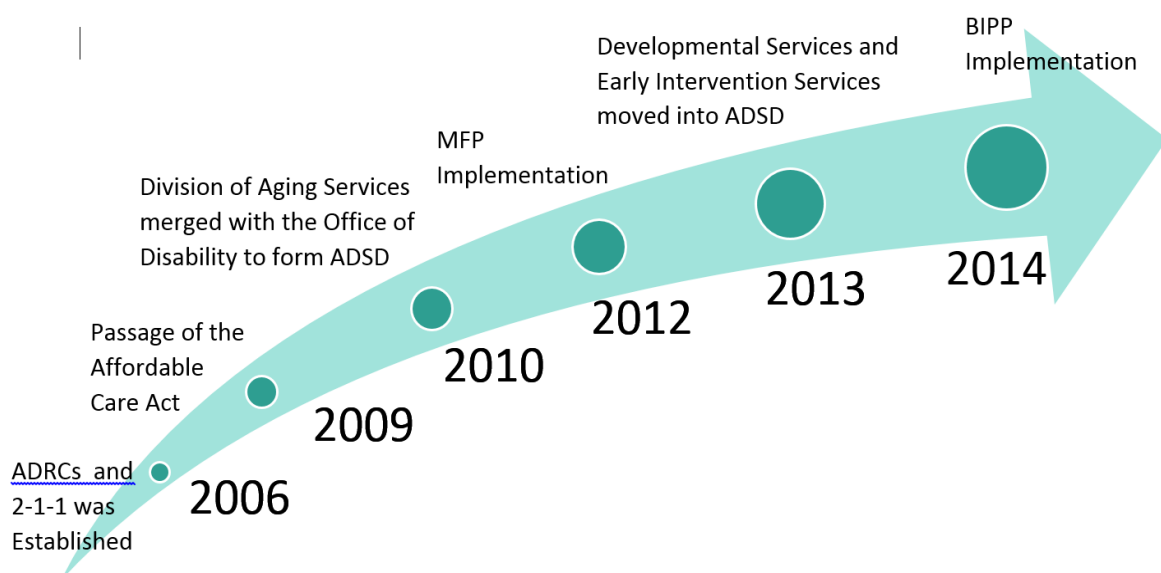 ADRCs and
2-1-1 was
Established
2006
Passage of the
Affordable
Care Act
2009
Division of Aging Services
merged with the Office of
Disability to form ADSD
2010
MFP
Implementation
2012
Developmental Services and
Early Intervention Services
moved into ADSD
2013
BIPP
Implementation
2014